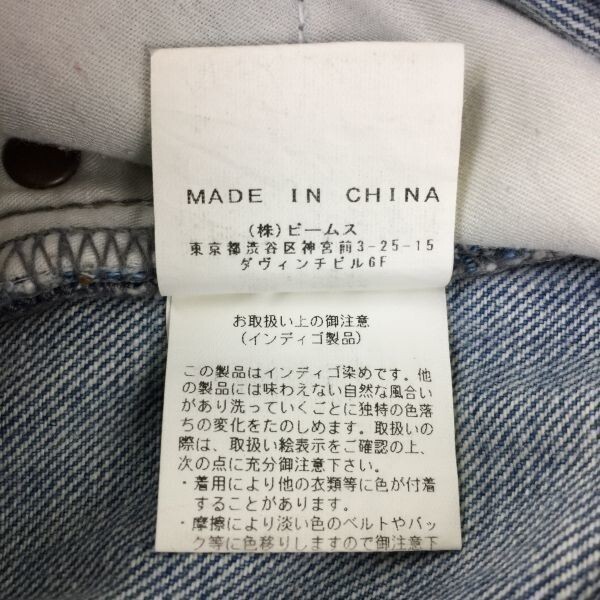 MADE IN CHINA
(株)ビームス
東京都渋谷区神宮前3-25-15
ダヴィンチビル6F
お取扱い上の御注意
(インディゴ製品)
この製品はインディゴ染めです。他
の製品には味わえない自然な風合い
があり洗っていくごとに独特の色落
ちの変化をたのしめます。取扱いの
際は、取扱い絵表示をご確認の上、
次の点に充分御注意下さい。
・着用により他の衣類等に色が付着
することがあります。
・摩擦により淡い色のベルトやバッ
ク等に色移りしますので御注意下